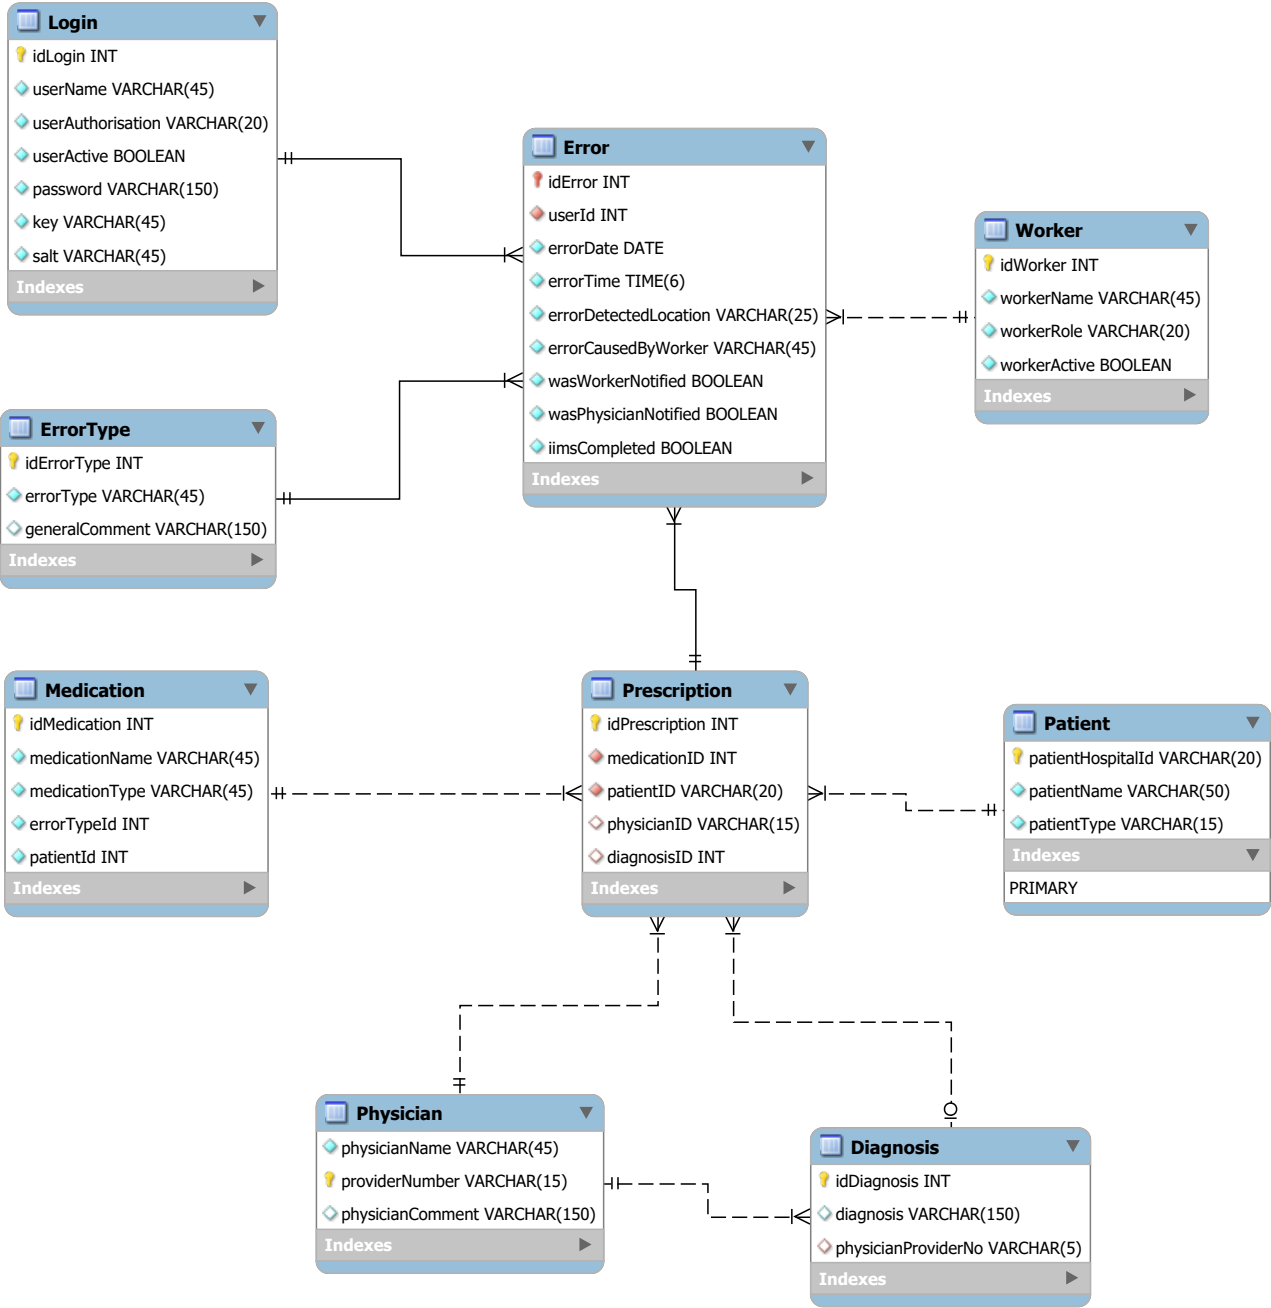 Login
idLogin INT
userName VARCHAR(45)
userAuthorisation VARCHAR(20)
userActive BOOLEAN
password VARCHAR(150)
key VARCHAR(45)
salt VARCHAR(45)
Indexes
Error
idError INT
userId INT
errorDate DATE
errorTime TIME(6)
errorDetectedLocation VARCHAR(25)
errorCausedByWorker VARCHAR(45)
wasWorkerNotified BOOLEAN
wasPhysicianNotified BOOLEAN
iimsCompleted BOOLEAN
Indexes
Worker
idWorker INT
workerName VARCHAR(45)
workerRole VARCHAR(20)
workerActive BOOLEAN
Indexes
ErrorType
idErrorType INT
errorType VARCHAR(45)
generalComment VARCHAR(150)
Indexes
Medication
idMedication INT
medicationName VARCHAR(45)
medicationType VARCHAR(45)
errorTypeId INT
patientId INT
Indexes
Prescription
idPrescription INT
medicationID INT
patientID VARCHAR(20)
physicianID VARCHAR(15)
diagnosisID INT
Indexes
Patient
patientHospitalId VARCHAR(20)
patientName VARCHAR(50)
patientType VARCHAR(15)
Indexes
PRIMARY
Physician
physicianName VARCHAR(45)
providerNumber VARCHAR(15)
physicianComment VARCHAR(150)
Indexes
Diagnosis
idDiagnosis INT
diagnosis VARCHAR(150)
physicianProviderNo VARCHAR(5)
Indexes